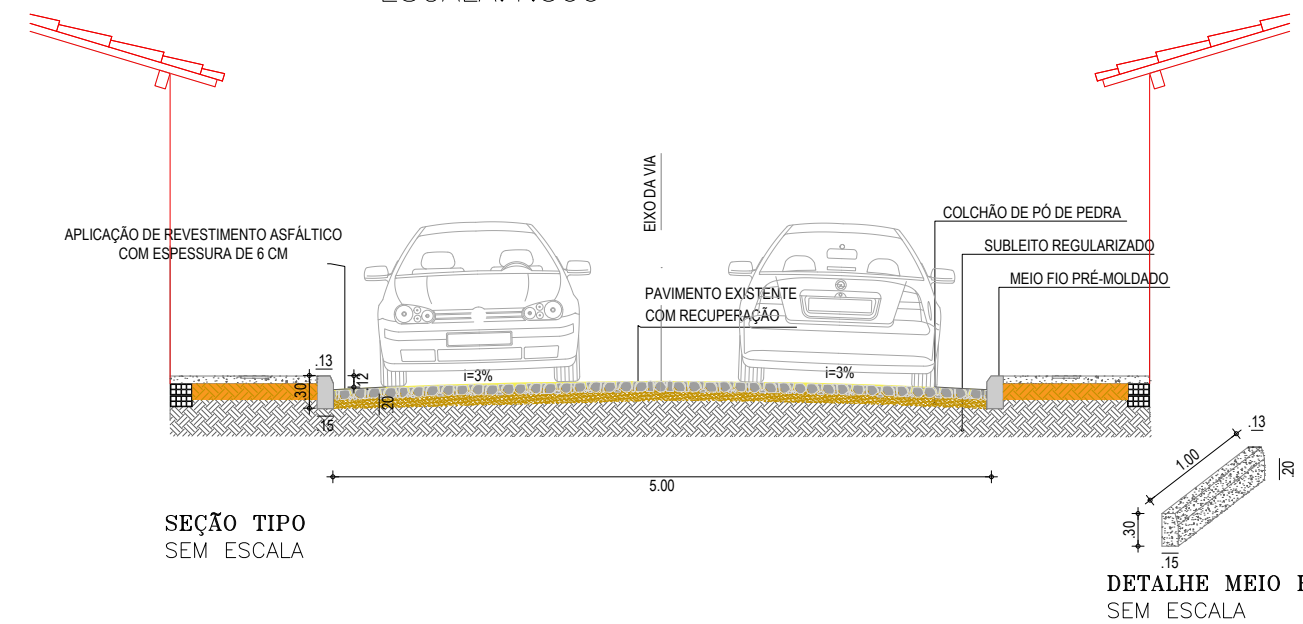 EIXO DA VIA
COLCHÃO DE PÓ DE PEDRA
APLICAÇÃO DE REVESTIMENTO ASFÁLTICO
COM ESPESSURA DE 6 CM
SUBLEITO REGULARIZADO
MEIO FIO PRÉ-MOLDADO
PAVIMENTO EXISTENTE
COM RECUPERAÇÃO
.13
.30
12
i=3%
i=3%
.20
.15
5.00
.13
1.00
.20
.30
.15
SEÇÃO TIPO
SEM ESCALA
DETALHE MEIO
SEM ESCALA